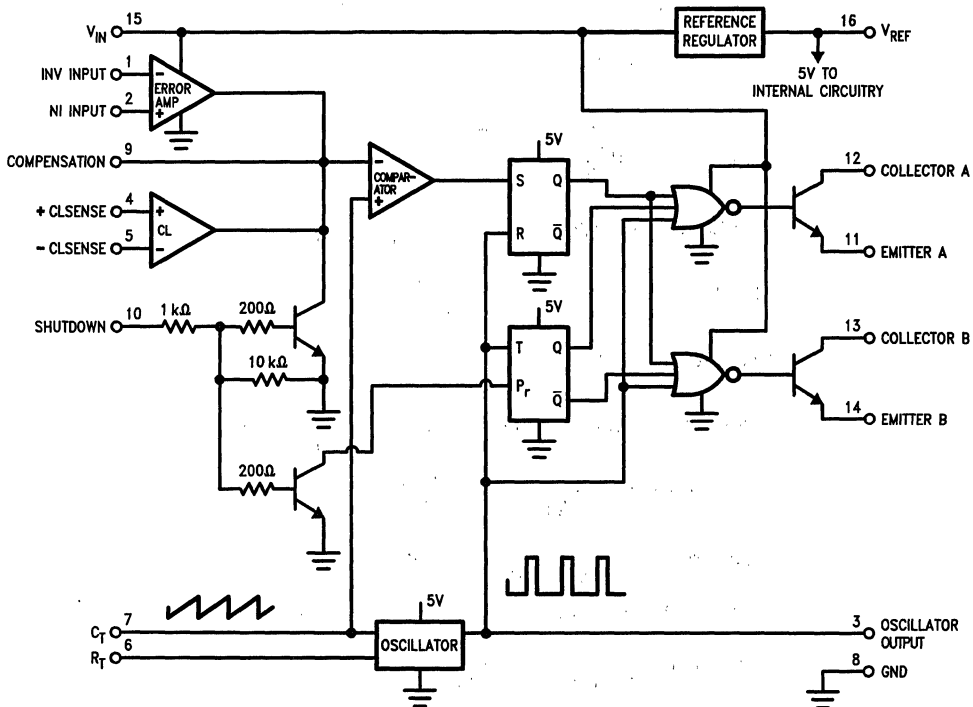 V_IN 15
REFERENCE
REGULATOR
16 V_REF
5V TO
INTERNAL CIRCUITRY
INV INPUT 1
-
ERROR
AMP
NI INPUT 2
+
COMPENSATION 9
-
COMPAR-
ATOR
+
+ CLSENSE 4
+
CL
- CLSENSE 5
-
5V
S Q
R Q̅
12 COLLECTOR A
11 EMITTER A
SHUTDOWN 10
1 kΩ
200Ω
10 kΩ
200Ω
5V
T Q
Pr Q̅
13 COLLECTOR B
14 EMITTER B
C_T 7
R_T 6
5V
OSCILLATOR
3 OSCILLATOR
OUTPUT
8 GND